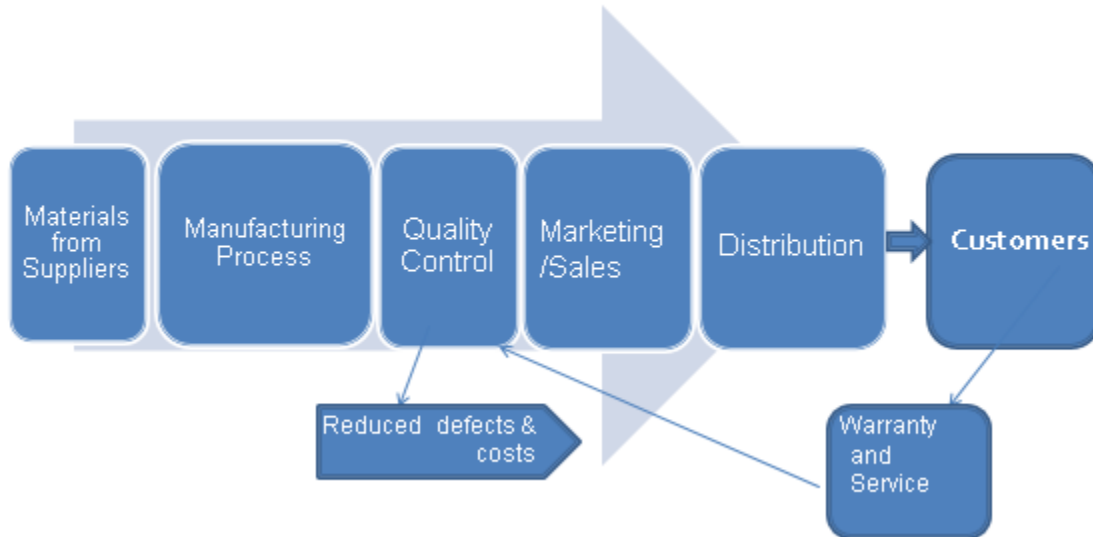 Materials
from
Suppliers
Manufacturing
Process
Quality
Control
Marketing
/Sales
Distribution
Customers
Reduced defects &
costs
Warranty
and
Service